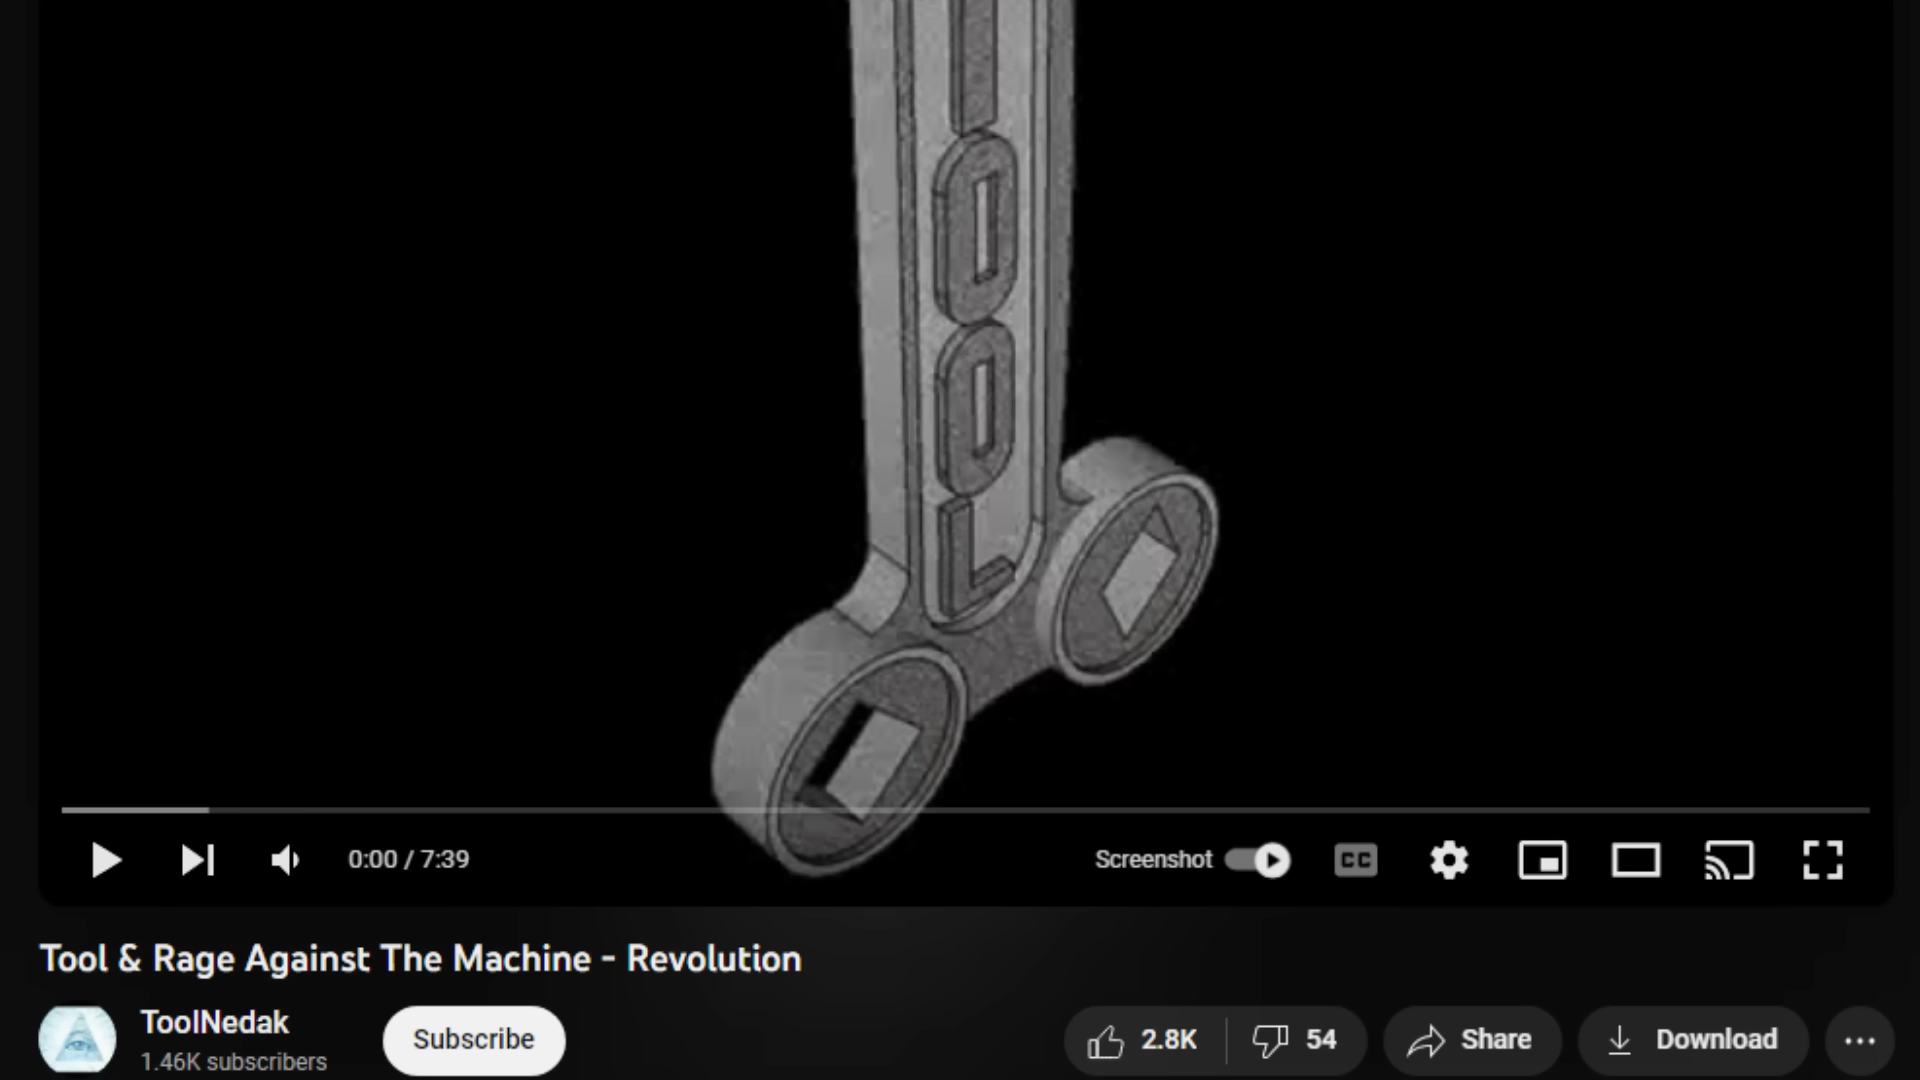 TOOL
0:00 / 7:39
Screenshot
CC
Tool & Rage Against The Machine - Revolution
ToolNedak
1.46K subscribers
Subscribe
2.8K
54
Share
Download